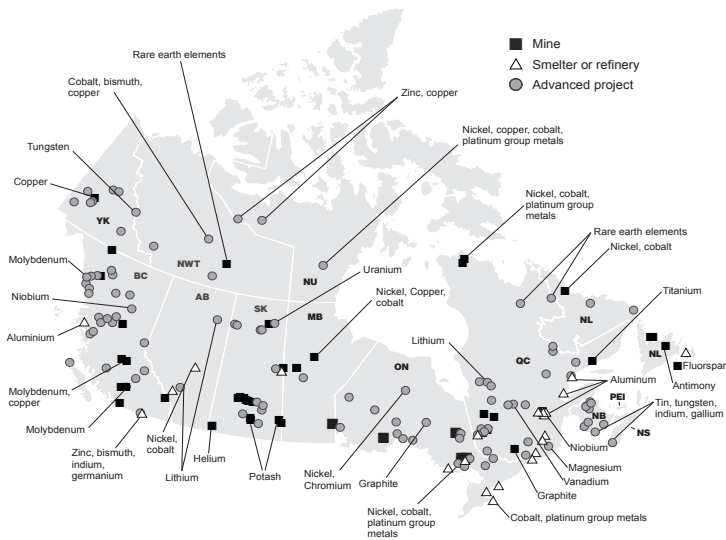 Rare earth elements
Mine
Smelter or refinery
Advanced project
Cobalt, bismuth,
copper
Zinc, copper
Nickel, copper, cobalt,
platinum group metals
Tungsten
Copper
YK
Nickel, cobalt,
platinum group
metals
Rare earth elements
Nickel, cobalt
Molybdenum
BC
NWT
NU
Uranium
Nickel, Copper,
cobalt
Titanium
Niobium
AB
SK
MB
NL
Aluminium
ON
Lithium
QC
NL
Fluorspar
Antimony
Aluminum
PEI
Molybdenum,
copper
NB
Tin, tungsten,
indium, gallium
NS
Molybdenum
Zinc, bismuth,
indium,
germanium
Nickel,
cobalt
Lithium
Helium
Potash
Nickel,
Chromium
Graphite
Nickel, cobalt,
platinum group
metals
Niobium
Magnesium
Vanadium
Graphite
Cobalt, platinum group metals